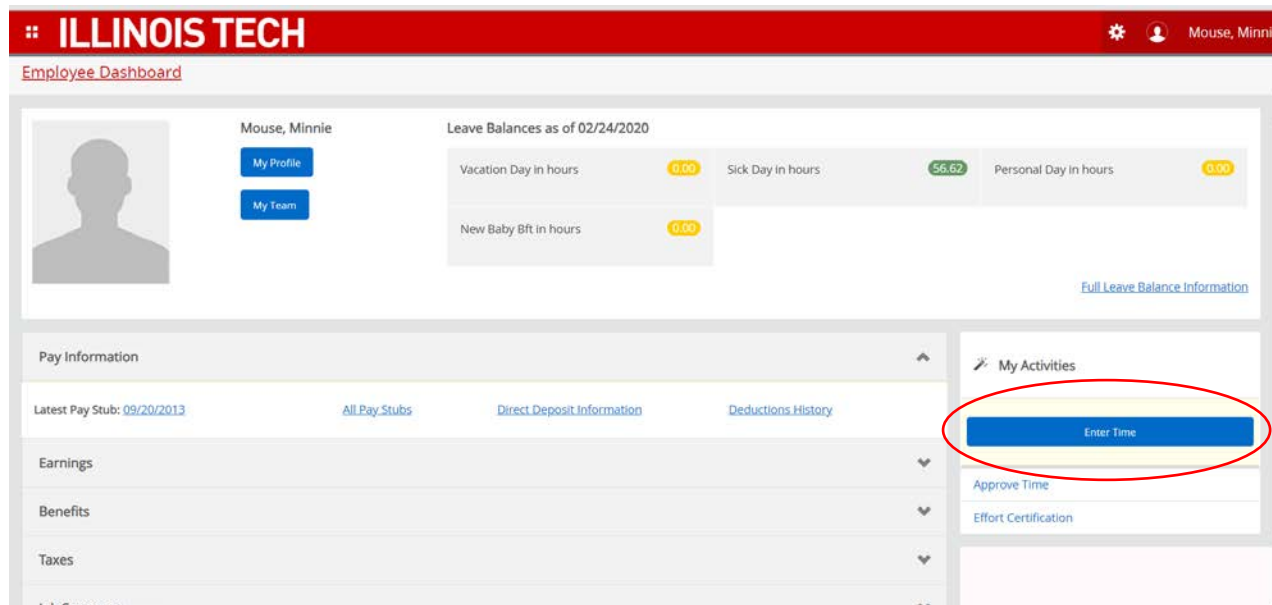 ILLINOIS TECH
Mouse, Minni
Employee Dashboard
Mouse, Minnie
Leave Balances as of 02/24/2020
My Profile
Vacation Day in hours 0.00 Sick Day in hours 56.62 Personal Day in hours 0.00
My Team
New Baby Bft in hours 0.00
Full Leave Balance Information
Pay Information
My Activities
Latest Pay Stub: 09/20/2013 All Pay Stubs Direct Deposit Information Deductions History
Enter Time
Earnings
Approve Time
Benefits
Effort Certification
Taxes